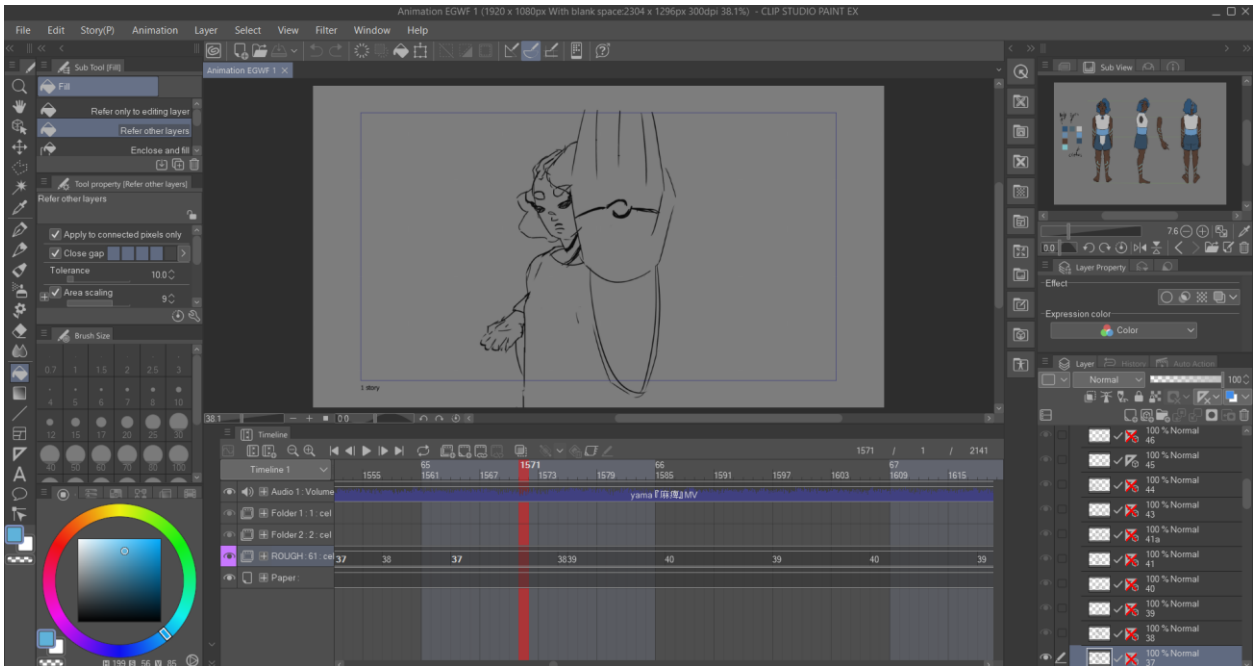 Animation EGWF 1 (1920 x 1080px With blank space:2304 x 1296px 300dpi 38.1%) - CLIP STUDIO PAINT EX
File Edit Story(P) Animation Layer Select View Filter Window Help
Sub Tool [Fill]
Fill
Refer only to editing layer
Refer other layers
Enclose and fill
Tool property [Refer other layers]
Refer other layers
Apply to connected pixels only
Close gap
Tolerance 10.0
Area scaling 9
Brush Size
0.7 1 1.5 2 2.5 3
4 5 6 7 8 10
12 15 17 20 25 30
40 50 60 70 80 100
199 56 85
Animation EGWF 1
1 story
38.1 0.0
Timeline
1571 / 1 / 2141
Timeline 1
65 1571 66 67
1555 1561 1567 1573 1579 1585 1591 1597 1603 1609 1615
Audio 1 : Volume
yama『麻痺』MV
Folder 1 : 1 : cel
Folder 2 : 2 : cel
ROUGH : 61 : cel
37 38 37 3839 40 39 40 39
Paper :
Sub View
7.6
0.0
Layer Property
Effect
Expression color
Color
Layer History Auto Action
Normal 100
100 % Normal
46
100 % Normal
45
100 % Normal
44
100 % Normal
43
100 % Normal
41a
100 % Normal
41
100 % Normal
40
100 % Normal
39
100 % Normal
38
100 % Normal
37